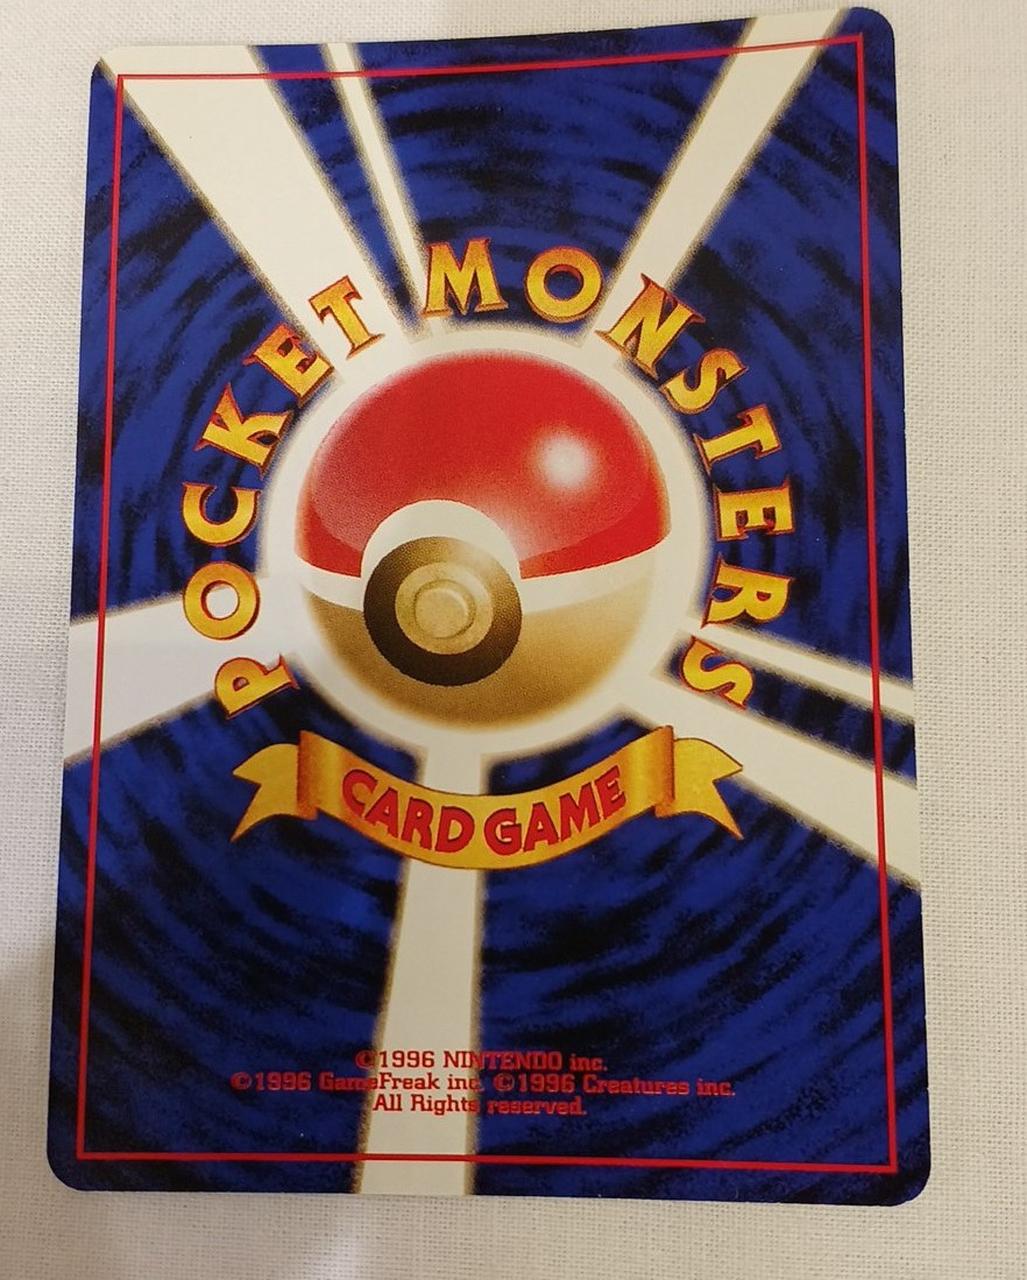 POCKET MONSTERS
CARD GAME
©1996 NINTENDO inc.
©1996 GameFreak inc. ©1996 Creatures inc.
All Rights reserved.